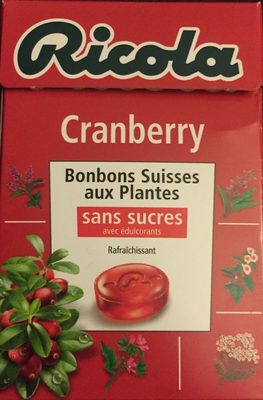 Ricola
Cranberry
Bonbons Suisses
aux Plantes
sans sucres
avec édulcorants
Rafraîchissant